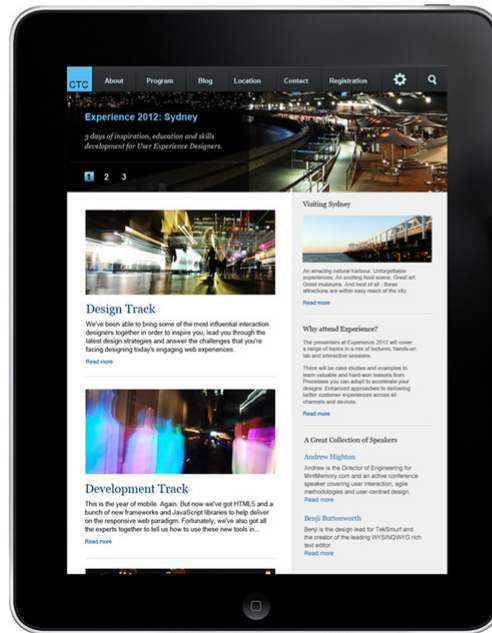 CTC
About Program Blog Location Contact Registration
Experience 2012: Sydney
3 days of inspiration, education and skills
development for User Experience Designers.
1 2 3
Design Track
We've been able to bring some of the most influential interaction
designers together in order to inspire you, lead you through the
latest design strategies and answer the challenges that you're
facing designing today's engaging web experiences.
Read more
Development Track
This is the year of mobile. Again. But now we've got HTML5 and a
bunch of new frameworks and JavaScript libraries to help deliver
on the responsive web paradigm. Fortunately, we've also got all
the experts together to tell us how to use these new tools in...
Read more
Visiting Sydney
An amazing natural harbour. Unforgettable
experiences. An exciting food scene. Great art.
Great museums. And best of all - these
attractions are within easy reach of the city.
Read more
Why attend Experience?
The presenters at Experience 2012 will cover
a range of topics in a mix of lectures, hands-on
lab and interactive sessions.
There will be case studies and examples to
learn valuable and hard-won lessons from.
Processes you can adopt to accelerate your
designs. Enhanced approaches to delivering
better customer experiences across all
channels and devices.
Read more
A Great Collection of Speakers
Andrew Highton
Andrew is the Director of Engineering for
MintMemory.com and an active conference
speaker covering user interaction, agile
methodologies and user-centred design.
Read more
Benji Buttonworth
Benji is the design lead for TekSmurf and
the creator of the leading WYSINQWYG rich
text editor.
Read more